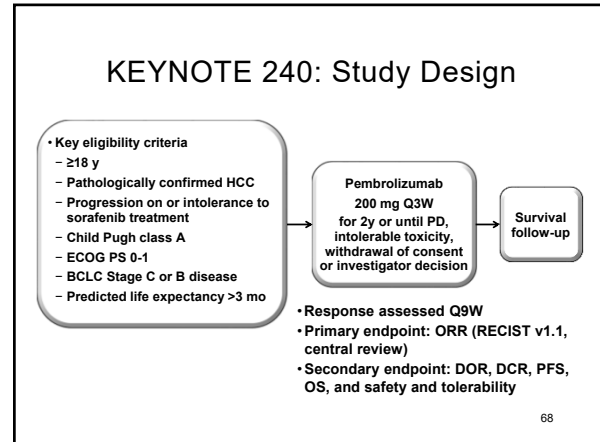 KEYNOTE 240: Study Design
• Key eligibility criteria
− ≥18 y
− Pathologically confirmed HCC
− Progression on or intolerance to
sorafenib treatment
− Child Pugh class A
− ECOG PS 0-1
− BCLC Stage C or B disease
− Predicted life expectancy >3 mo
Pembrolizumab
200 mg Q3W
for 2y or until PD,
intolerable toxicity,
withdrawal of consent
or investigator decision
Survival
follow-up
• Response assessed Q9W
• Primary endpoint: ORR (RECIST v1.1,
central review)
• Secondary endpoint: DOR, DCR, PFS,
OS, and safety and tolerability
68